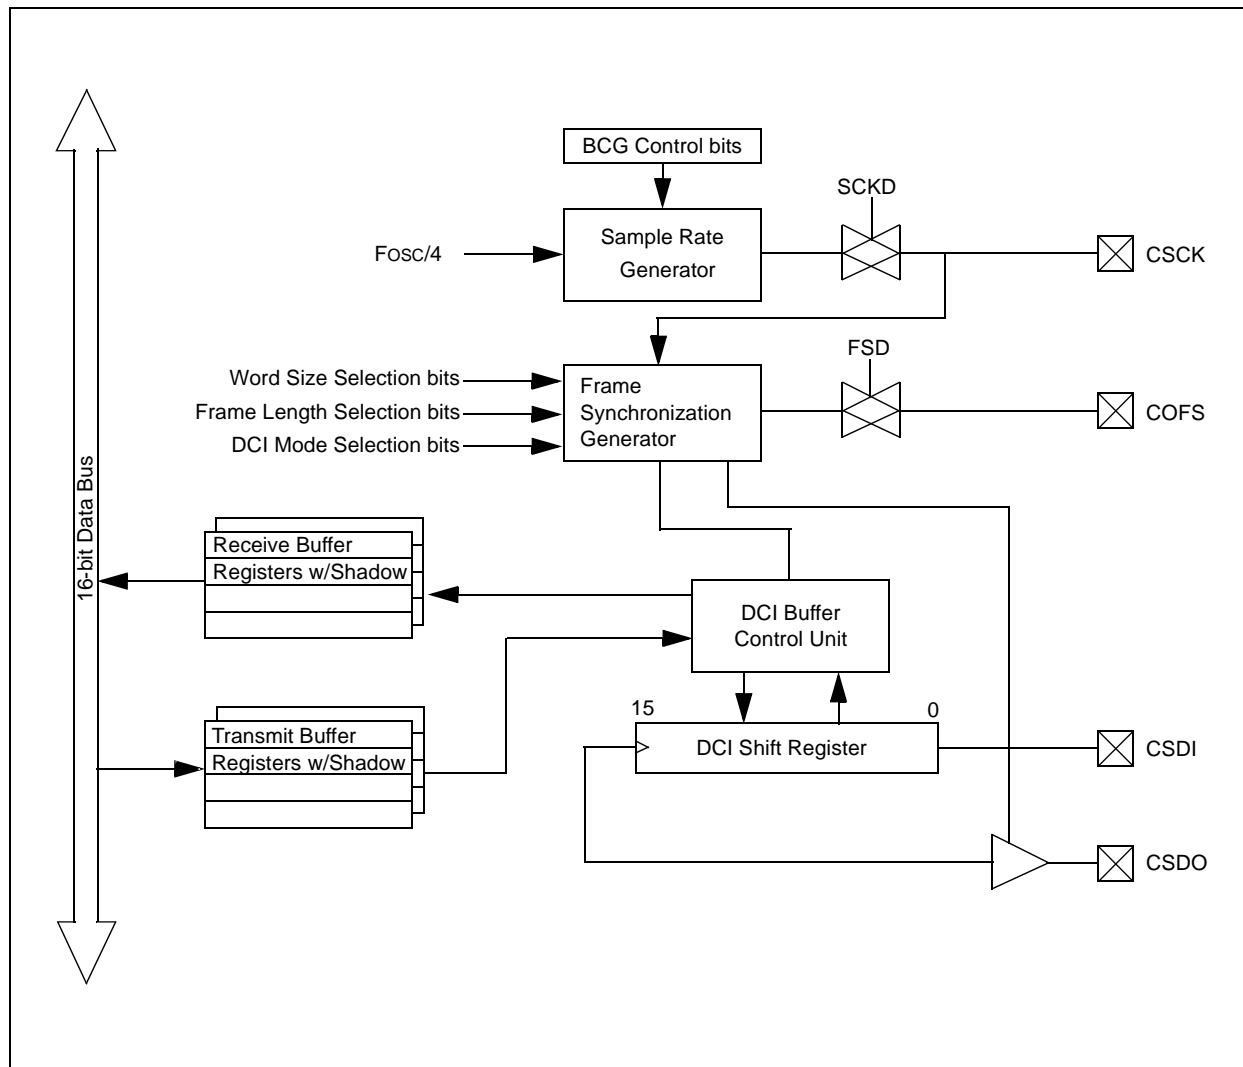 BCG Control bits
SCKD
Sample Rate
Generator
FOSC/4
CSCK
FSD
Word Size Selection bits
Frame Length Selection bits
DCI Mode Selection bits
Frame
Synchronization
Generator
COFS
16-bit Data Bus
Receive Buffer
Registers w/Shadow
DCI Buffer
Control Unit
15
0
Transmit Buffer
Registers w/Shadow
DCI Shift Register
CSDI
CSDO